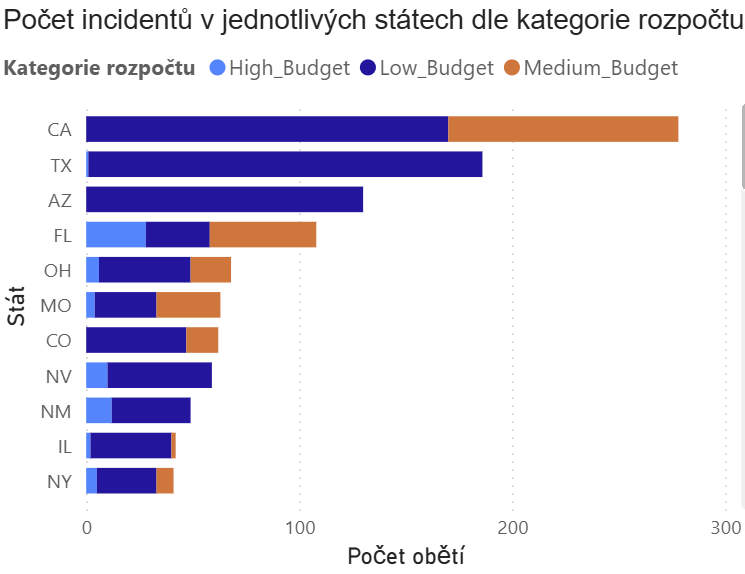 Počet incidentů v jednotlivých státech dle kategorie rozpočtu
Kategorie rozpočtu High_Budget Low_Budget Medium_Budget
CA
TX
AZ
FL
OH
MO
CO
NV
NM
IL
NY
Stát
0 100 200 300
Počet obětí